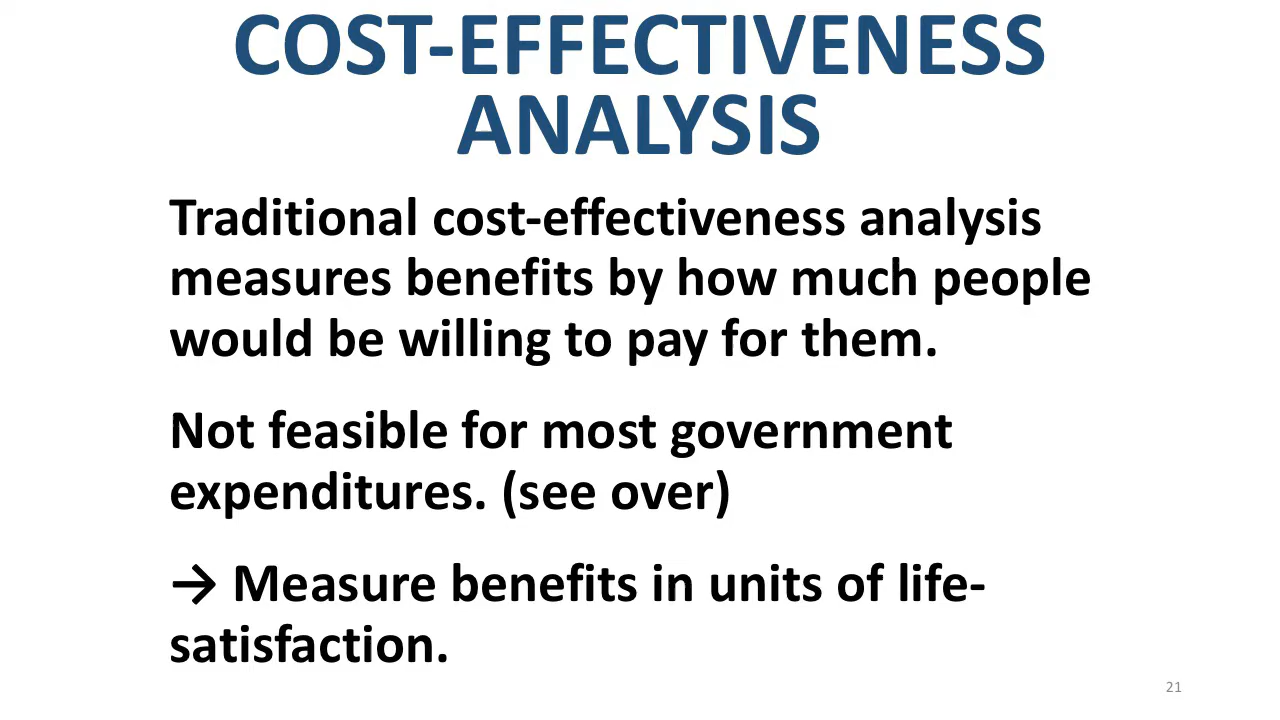 COST-EFFECTIVENESS
ANALYSIS
Traditional cost-effectiveness analysis
measures benefits by how much people
would be willing to pay for them.
Not feasible for most government
expenditures. (see over)
→ Measure benefits in units of life-
satisfaction.
21